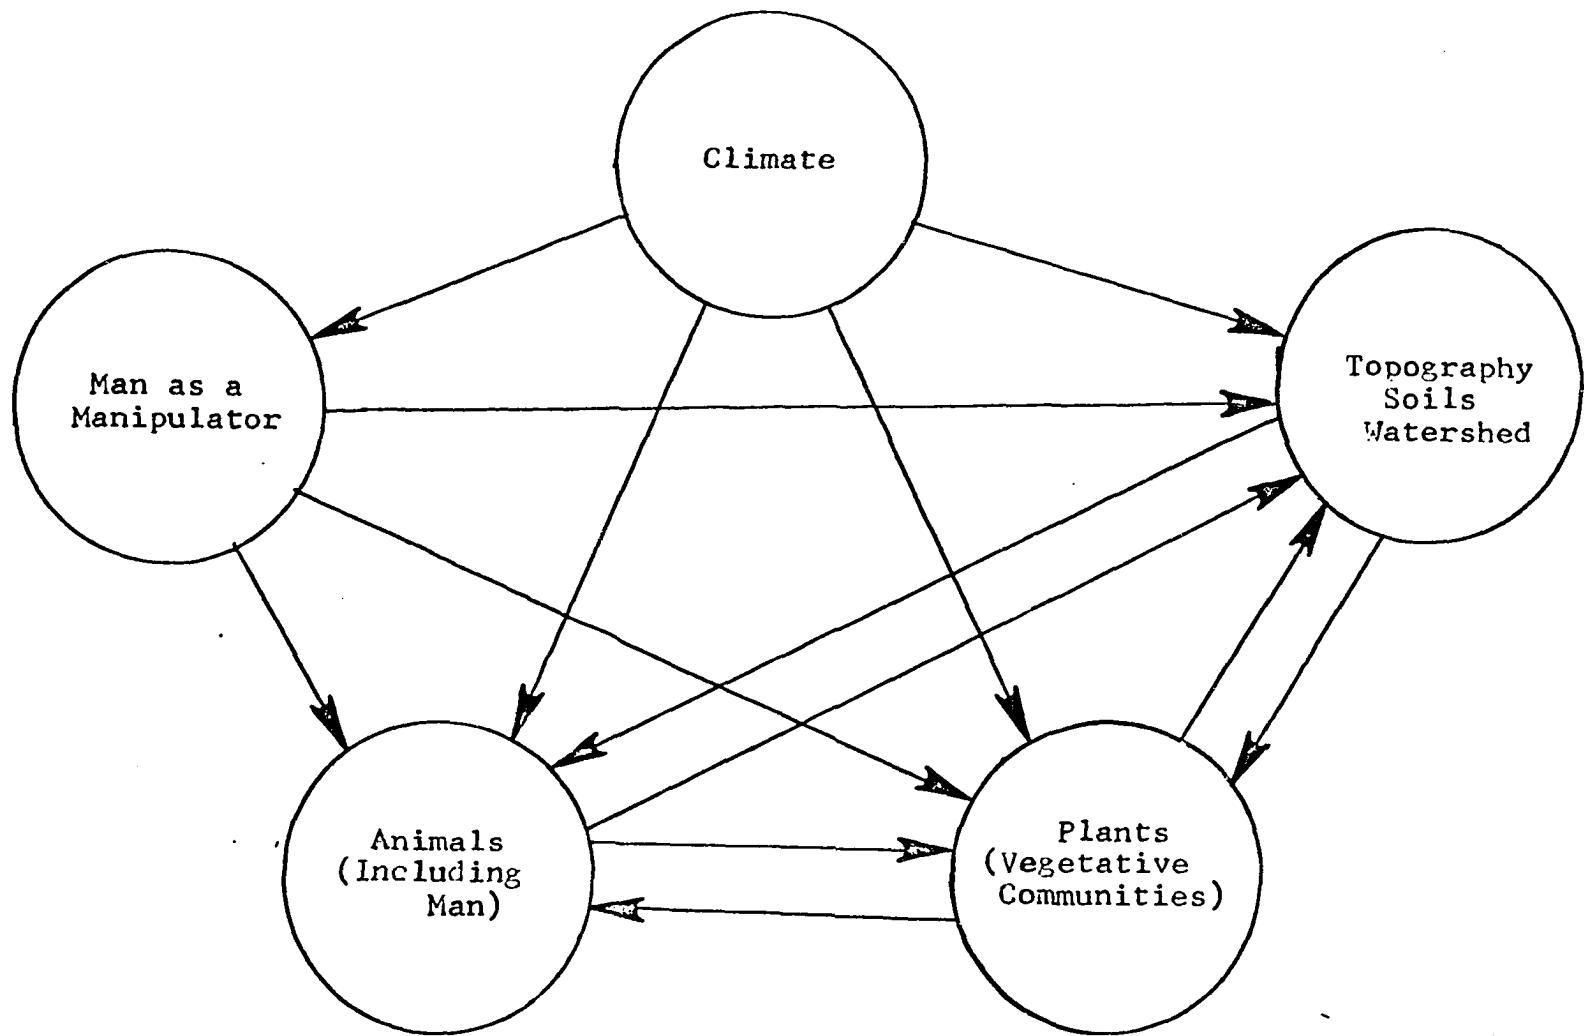 Climate
Man as a
Manipulator
Topography
Soils
Watershed
Animals
(Including
Man)
Plants
(Vegetative
Communities)